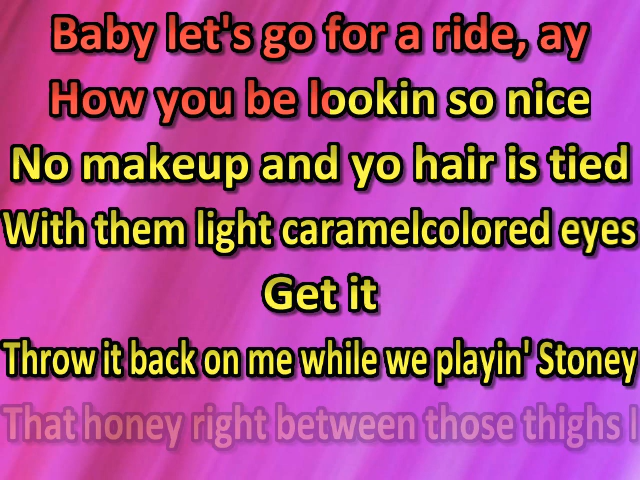 Baby let's go for a ride, ay
How you be lookin so nice
No makeup and yo hair is tied
With them light caramelcolored eyes
Get it
Throw it back on me while we playin' Stoney
That honey right between those thighs I